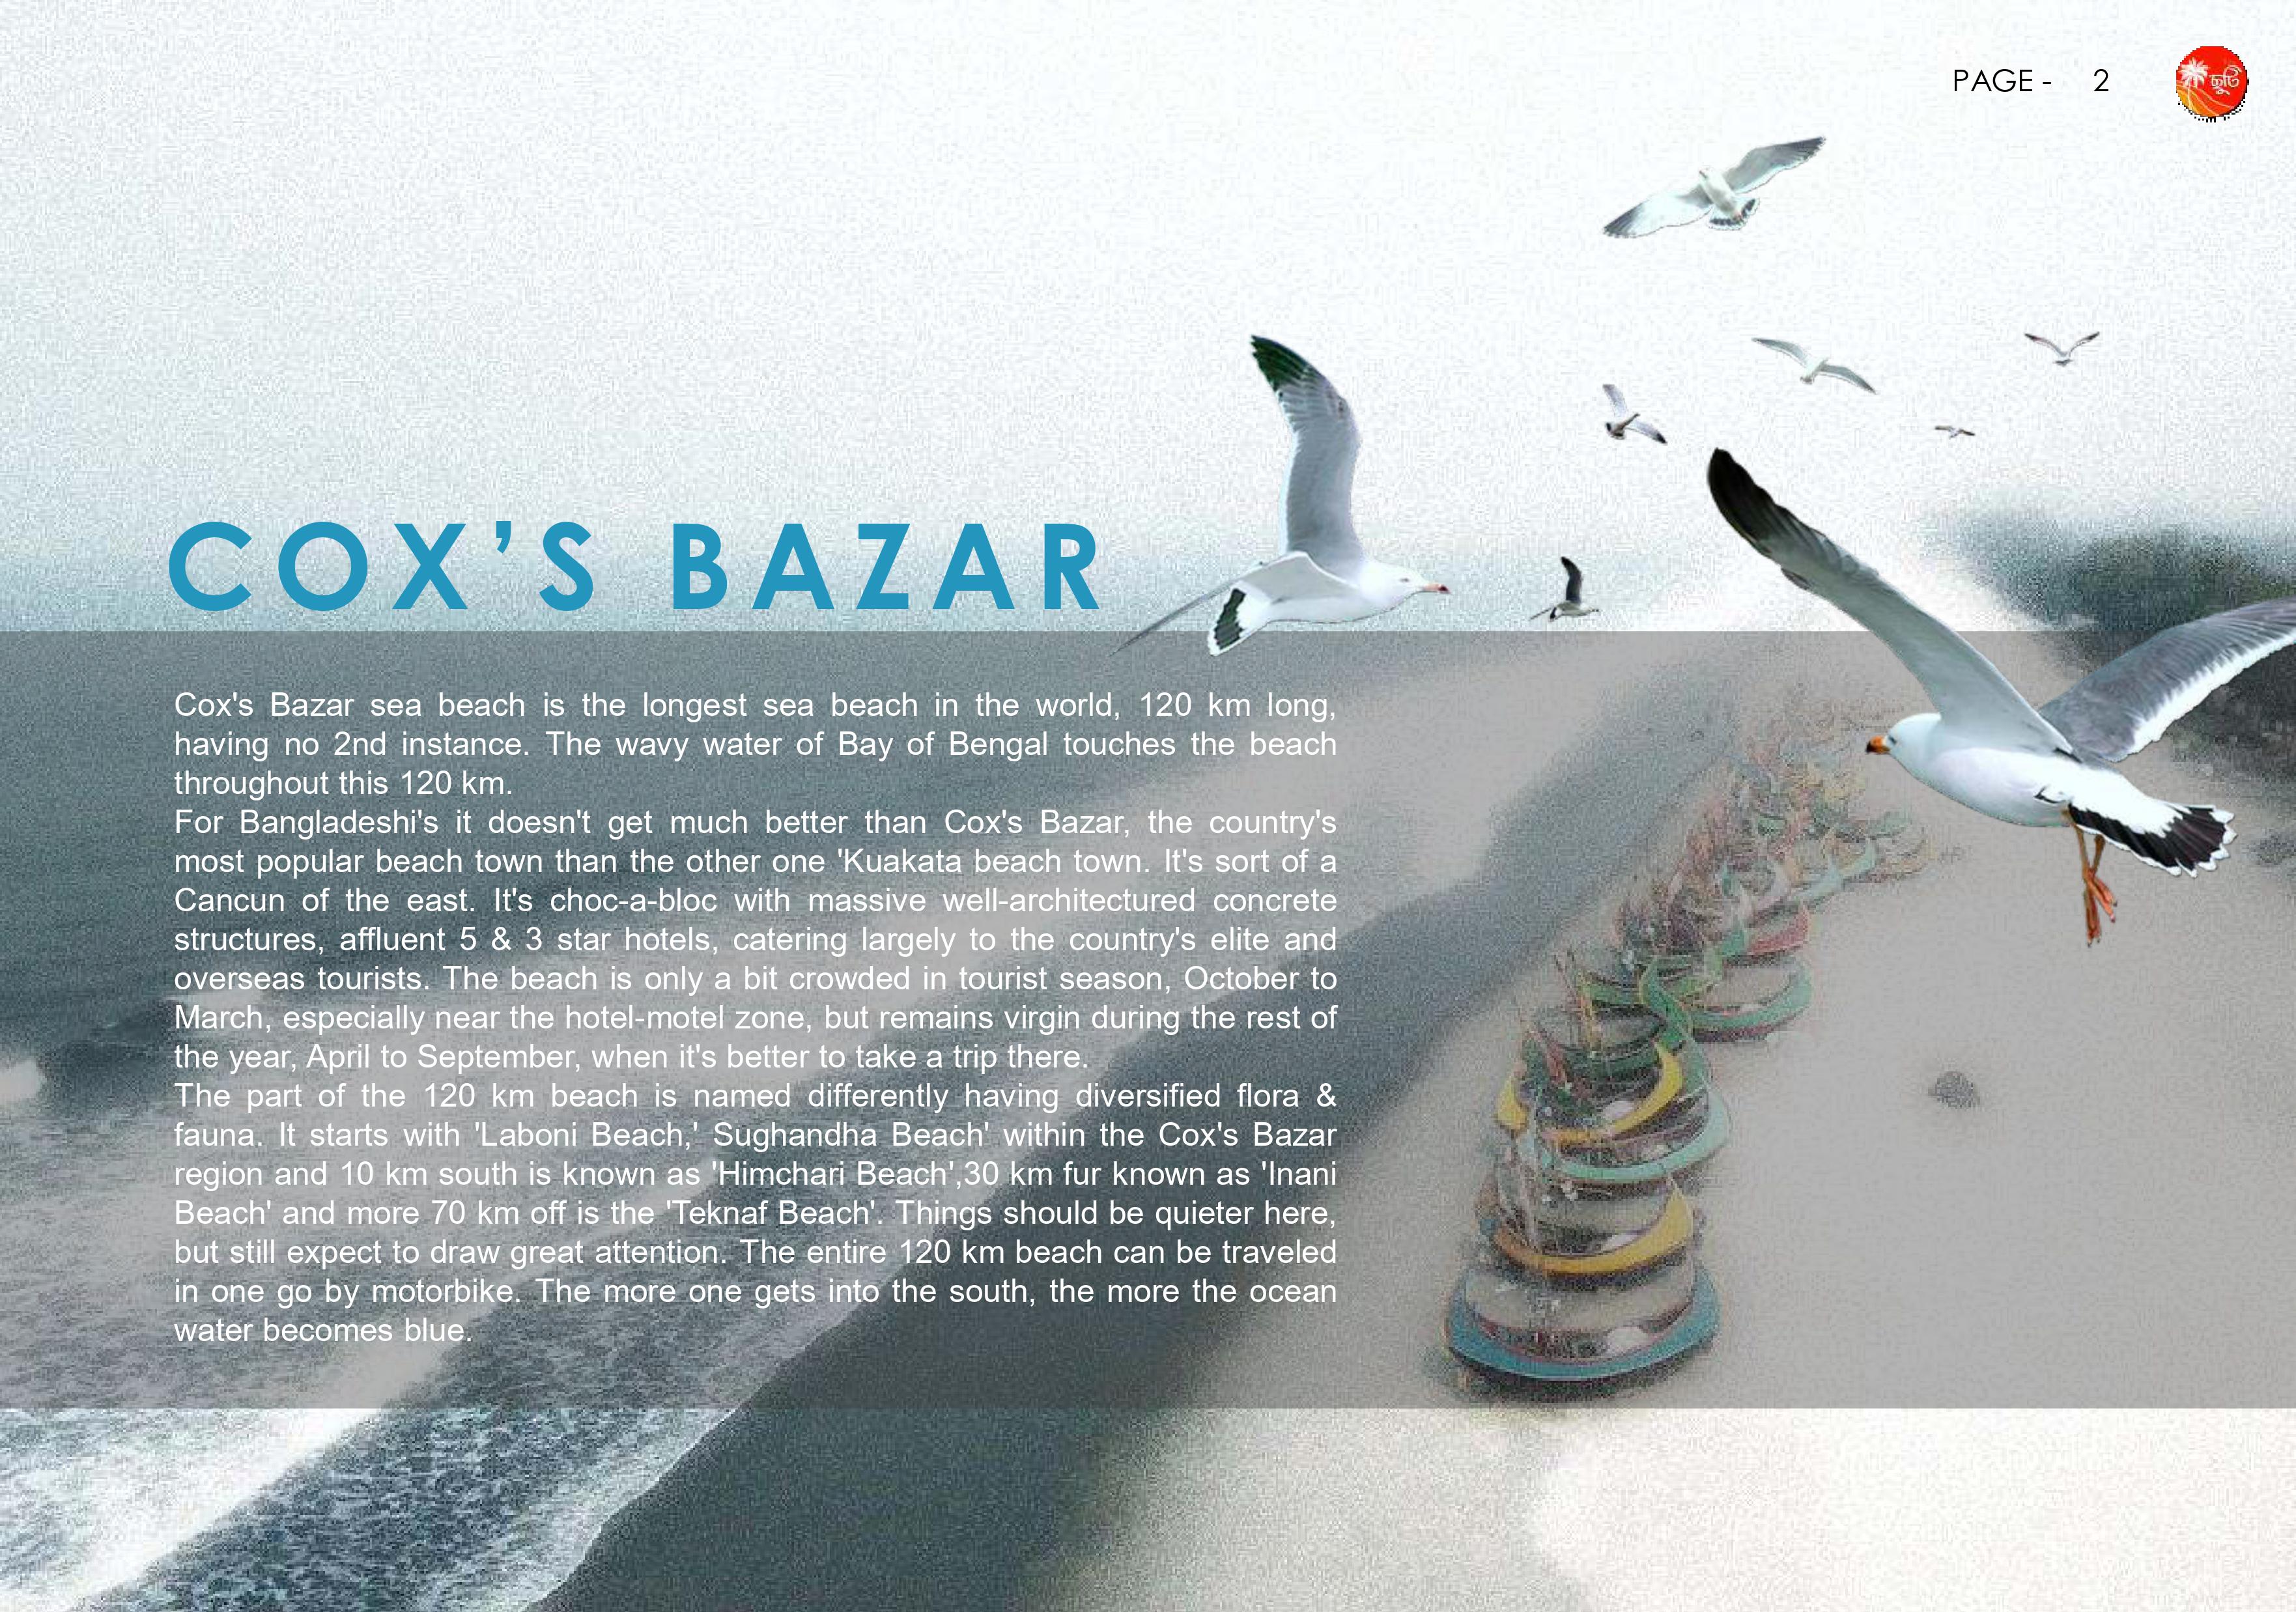 PAGE - 2
ছুটি
COX’S BAZAR
Cox's Bazar sea beach is the longest sea beach in the world, 120 km long,
having no 2nd instance. The wavy water of Bay of Bengal touches the beach
throughout this 120 km.
For Bangladeshi's it doesn't get much better than Cox's Bazar, the country's
most popular beach town than the other one 'Kuakata beach town. It's sort of a
Cancun of the east. It's choc-a-bloc with massive well-architectured concrete
structures, affluent 5 & 3 star hotels, catering largely to the country's elite and
overseas tourists. The beach is only a bit crowded in tourist season, October to
March, especially near the hotel-motel zone, but remains virgin during the rest of
the year, April to September, when it's better to take a trip there.
The part of the 120 km beach is named differently having diversified flora &
fauna. It starts with 'Laboni Beach,' Sughandha Beach' within the Cox's Bazar
region and 10 km south is known as 'Himchari Beach',30 km fur known as 'Inani
Beach' and more 70 km off is the 'Teknaf Beach'. Things should be quieter here,
but still expect to draw great attention. The entire 120 km beach can be traveled
in one go by motorbike. The more one gets into the south, the more the ocean
water becomes blue.